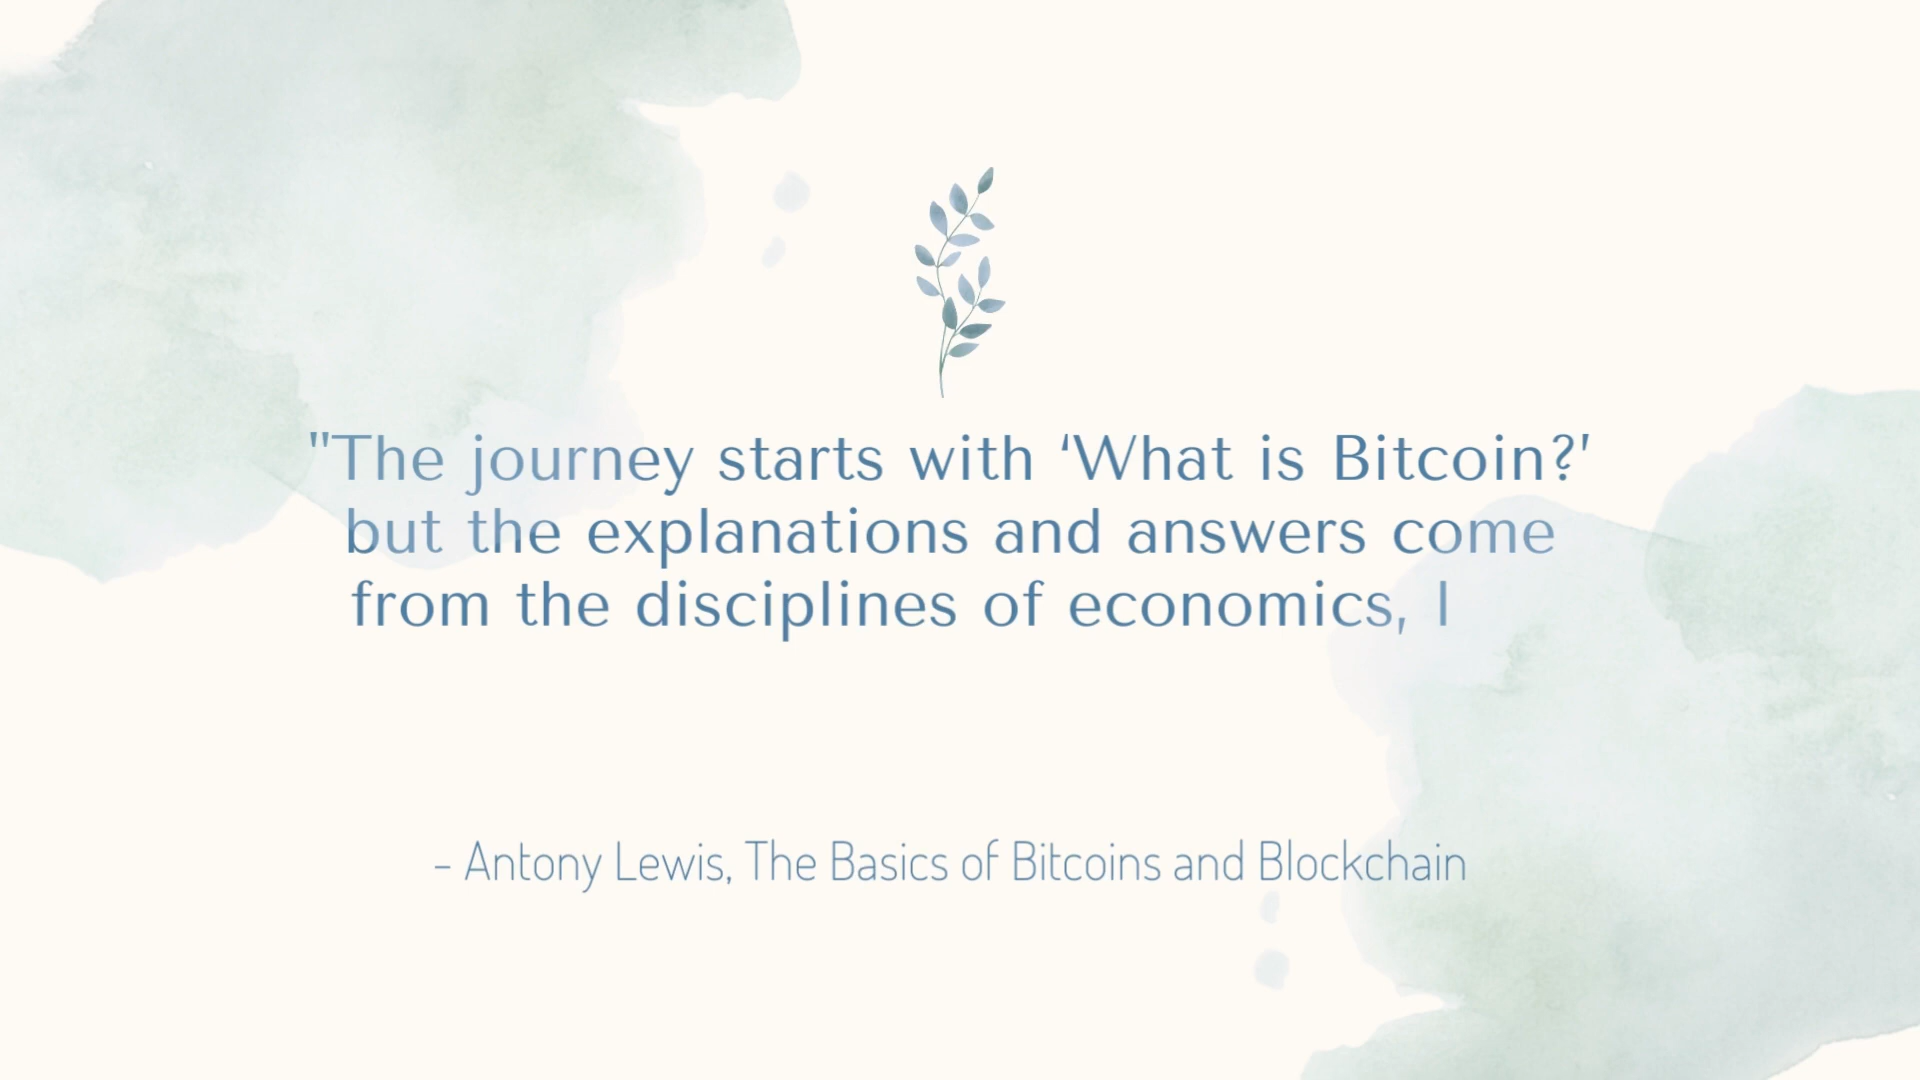 "The journey starts with ‘What is Bitcoin?’
but the explanations and answers come
from the disciplines of economics, l
– Antony Lewis, The Basics of Bitcoins and Blockchain